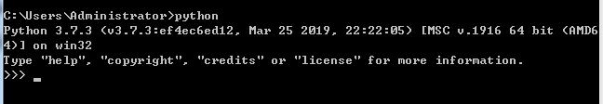 C:\Users\Administrator>python
Python 3.7.3 (v3.7.3:ef4ec6ed12, Mar 25 2019, 22:22:05) [MSC v.1916 64 bit (AMD6
4)] on win32
Type "help", "copyright", "credits" or "license" for more information.
>>> _